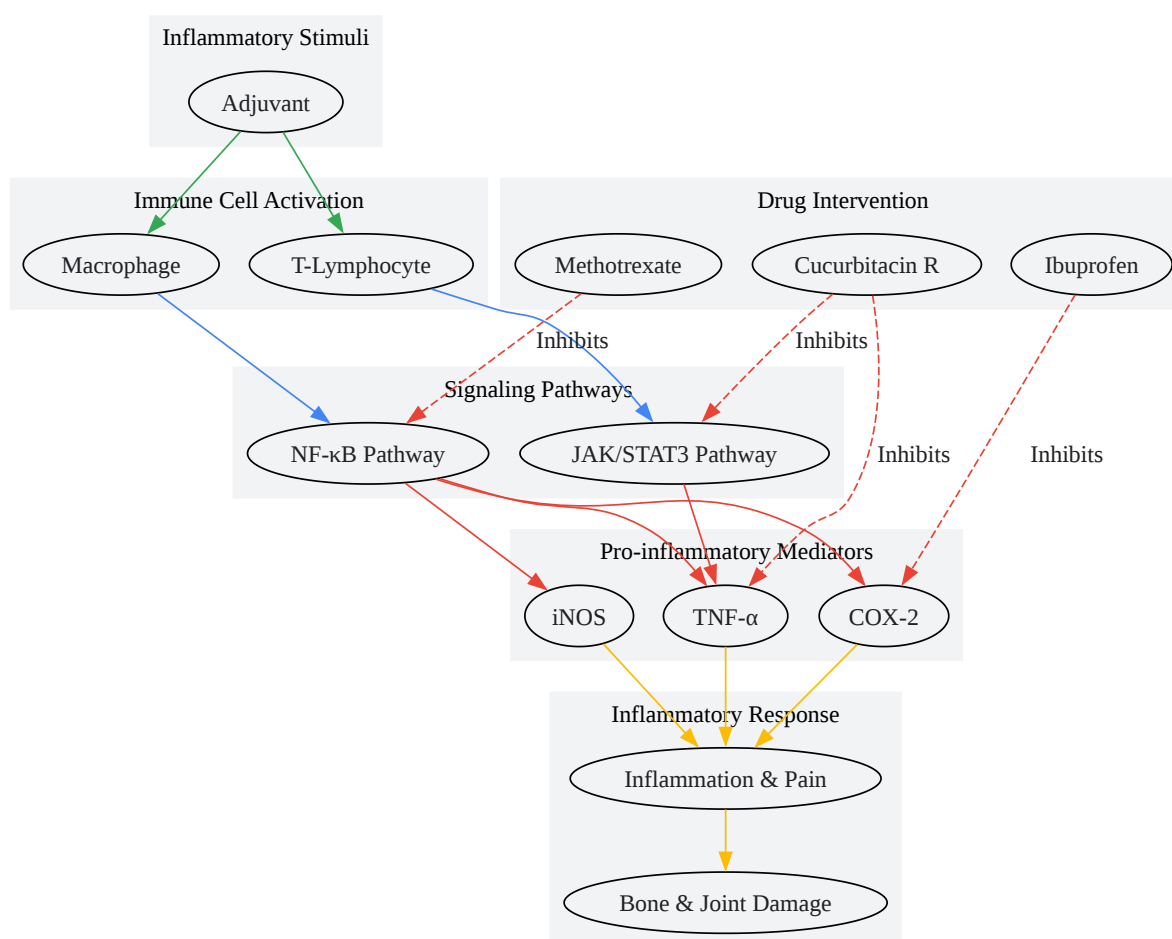 Inflammatory Stimuli
Adjuvant
Immune Cell Activation
Drug Intervention
Macrophage
T-Lymphocyte
Methotrexate
Cucurbitacin R
Ibuprofen
Inhibits
Inhibits
Signaling Pathways
NF-κB Pathway
JAK/STAT3 Pathway
Inhibits
Inhibits
Pro-inflammatory Mediators
iNOS
TNF-α
COX-2
Inflammatory Response
Inflammation & Pain
Bone & Joint Damage